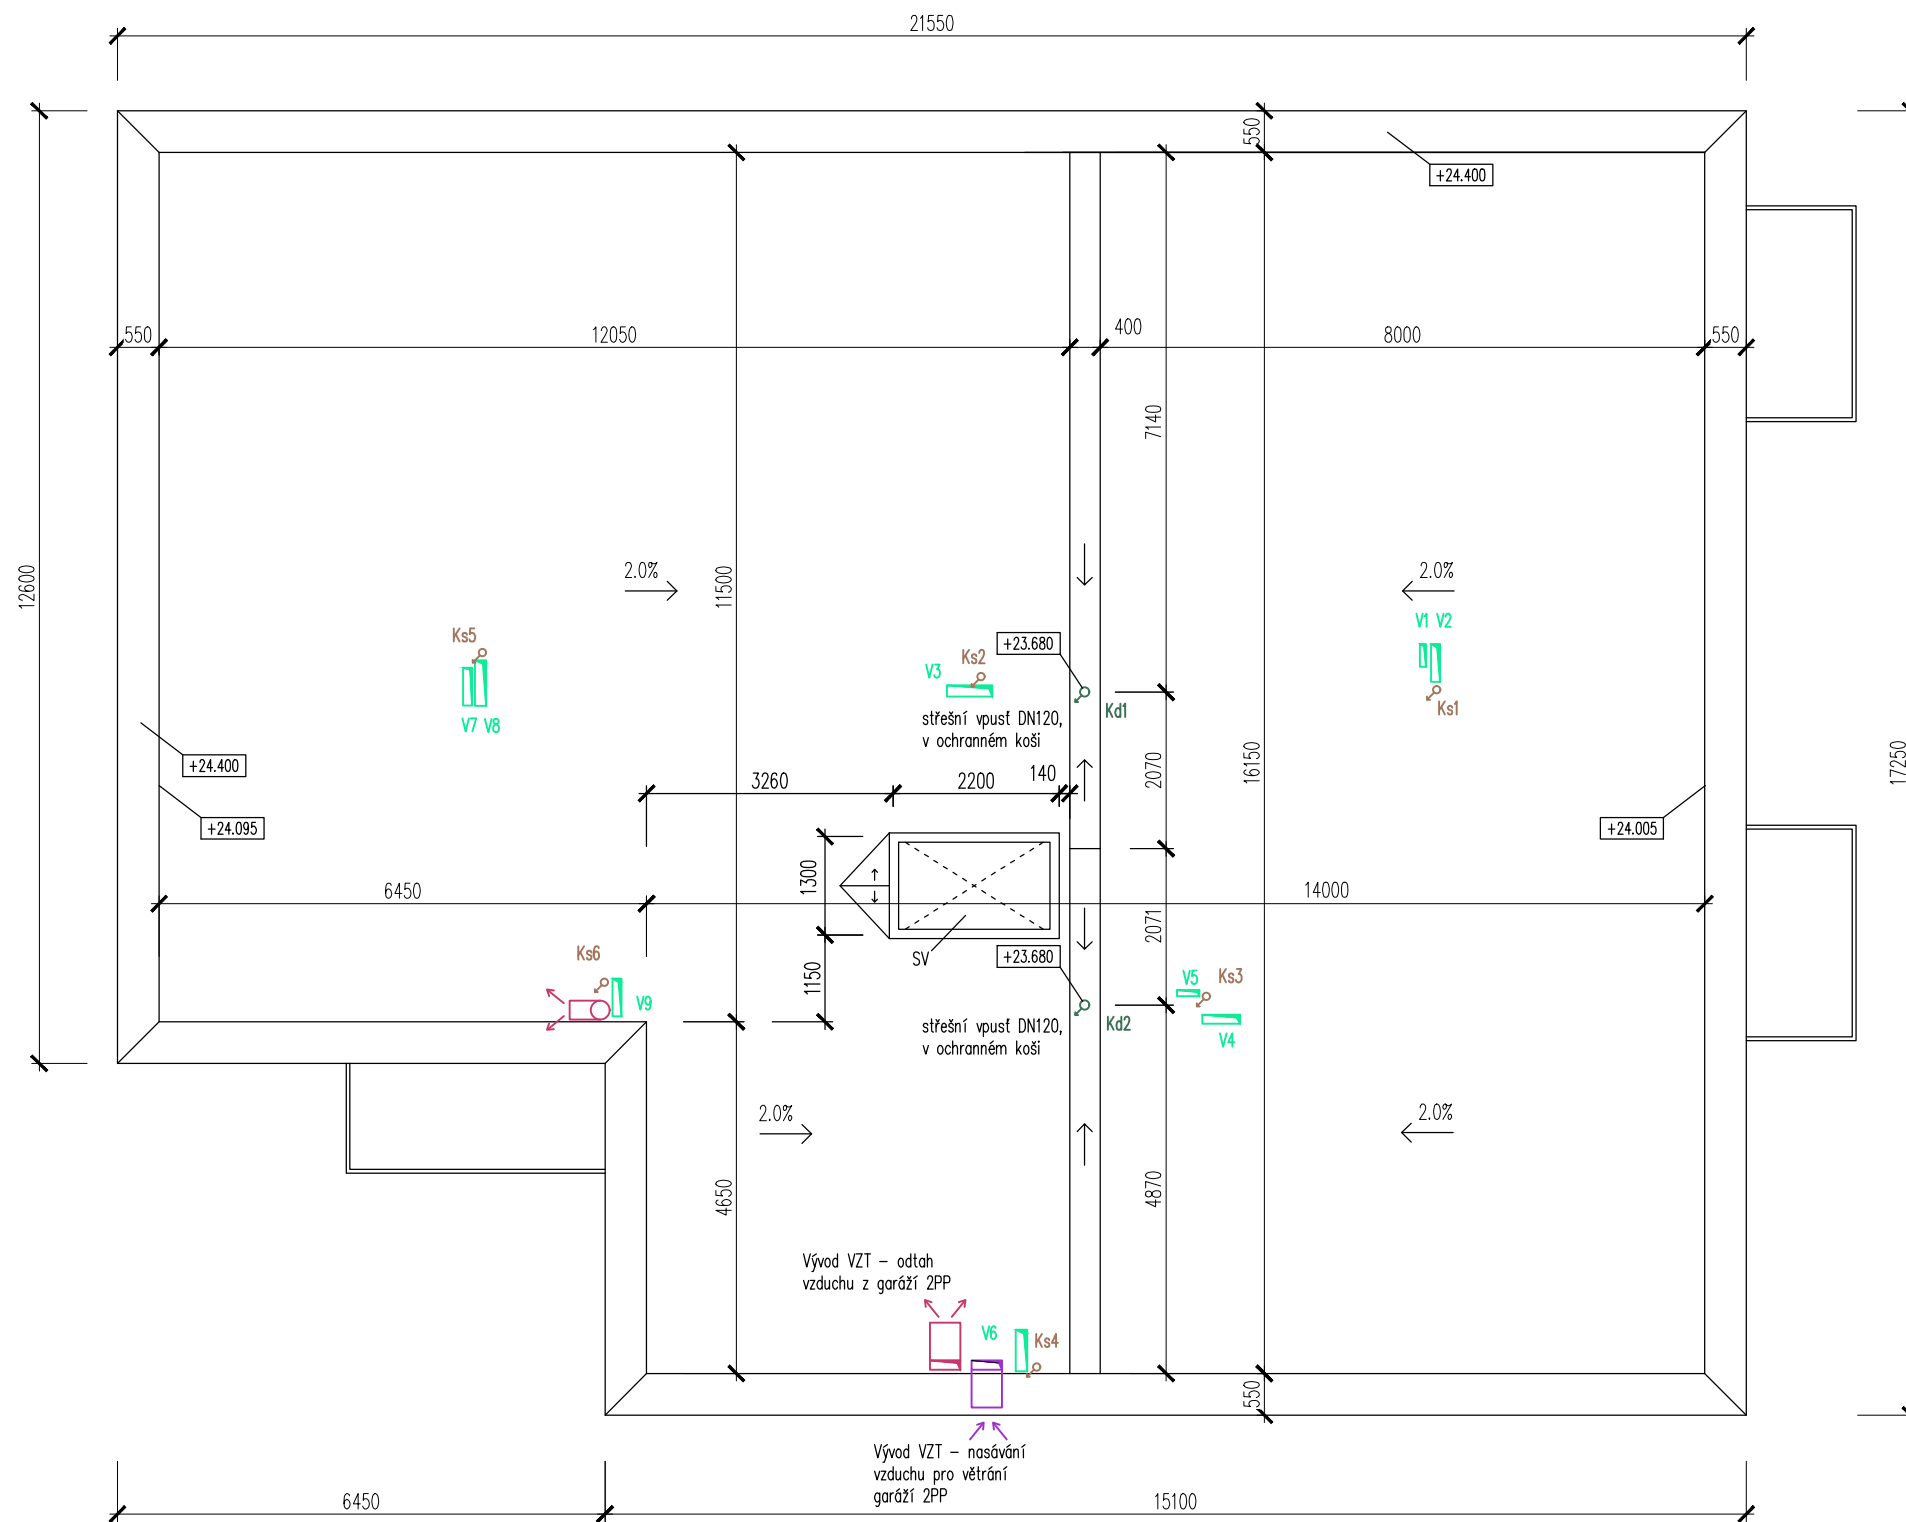 21550
550
+24.400
550
12050
400
8000
550
7140
12600
11500
2.0%
2.0%
V1 V2
Ks5
Ks2
V3
+23.680
Ks1
Kd1
V7 V8
střešní vpusť DN120,
v ochranném koši
+24.400
3260
2200
140
2070
16150
17250
+24.095
+24.005
1300
6450
14000
2071
SV
Ks6
1150
+23.680
V5
Ks3
V9
Kd2
V4
střešní vpusť DN120,
v ochranném koši
2.0%
2.0%
4650
4870
Vývod VZT – odtah
vzduchu z garáží 2PP
V6
Ks4
550
Vývod VZT – nasávání
vzduchu pro větrání
garáží 2PP
6450
15100